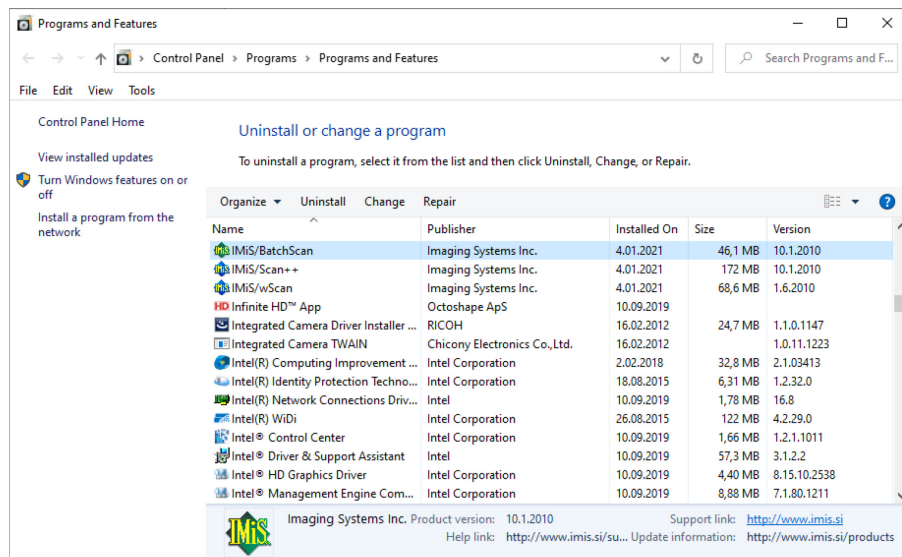 Programs and Features
Control Panel > Programs > Programs and Features
Search Programs and F...
File Edit View Tools
Control Panel Home
View installed updates
Turn Windows features on or off
Install a program from the network
Uninstall or change a program
To uninstall a program, select it from the list and then click Uninstall, Change, or Repair.
Organize Uninstall Change Repair
Name Publisher Installed On Size Version
IMiS/BatchScan Imaging Systems Inc. 4.01.2021 46,1 MB 10.1.2010
IMiS/Scan++ Imaging Systems Inc. 4.01.2021 172 MB 10.1.2010
IMiS/wScan Imaging Systems Inc. 4.01.2021 68,6 MB 1.6.2010
HD Infinite HD™ App Octoshape ApS 10.09.2019
Integrated Camera Driver Installer ... RICOH 16.02.2012 24,7 MB 1.1.0.1147
Integrated Camera TWAIN Chicony Electronics Co.,Ltd. 16.02.2012 1.0.11.1223
Intel(R) Computing Improvement ... Intel Corporation 2.02.2018 32,8 MB 2.1.03413
Intel(R) Identity Protection Techno... Intel Corporation 18.08.2015 6,31 MB 1.2.32.0
Intel(R) Network Connections Driv... Intel 10.09.2019 1,78 MB 16.8
Intel(R) WiDi Intel Corporation 26.08.2015 122 MB 4.2.29.0
Intel® Control Center Intel Corporation 10.09.2019 1,66 MB 1.2.1.1011
Intel® Driver & Support Assistant Intel 10.09.2019 57,3 MB 3.1.2.2
Intel® HD Graphics Driver Intel Corporation 10.09.2019 4,40 MB 8.15.10.2538
Intel® Management Engine Com... Intel Corporation 10.09.2019 8,88 MB 7.1.80.1211
IMiS
Imaging Systems Inc. Product version: 10.1.2010 Support link: http://www.imis.si
Help link: http://www.imis.si/su... Update information: http://www.imis.si/products